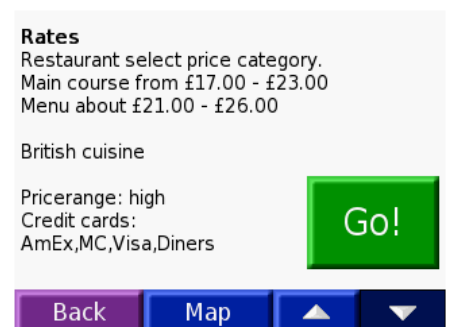 Rates
Restaurant select price category.
Main course from £17.00 - £23.00
Menu about £21.00 - £26.00
British cuisine
Pricerange: high
Credit cards:
AmEx,MC,Visa,Diners
Go!
Back
Map